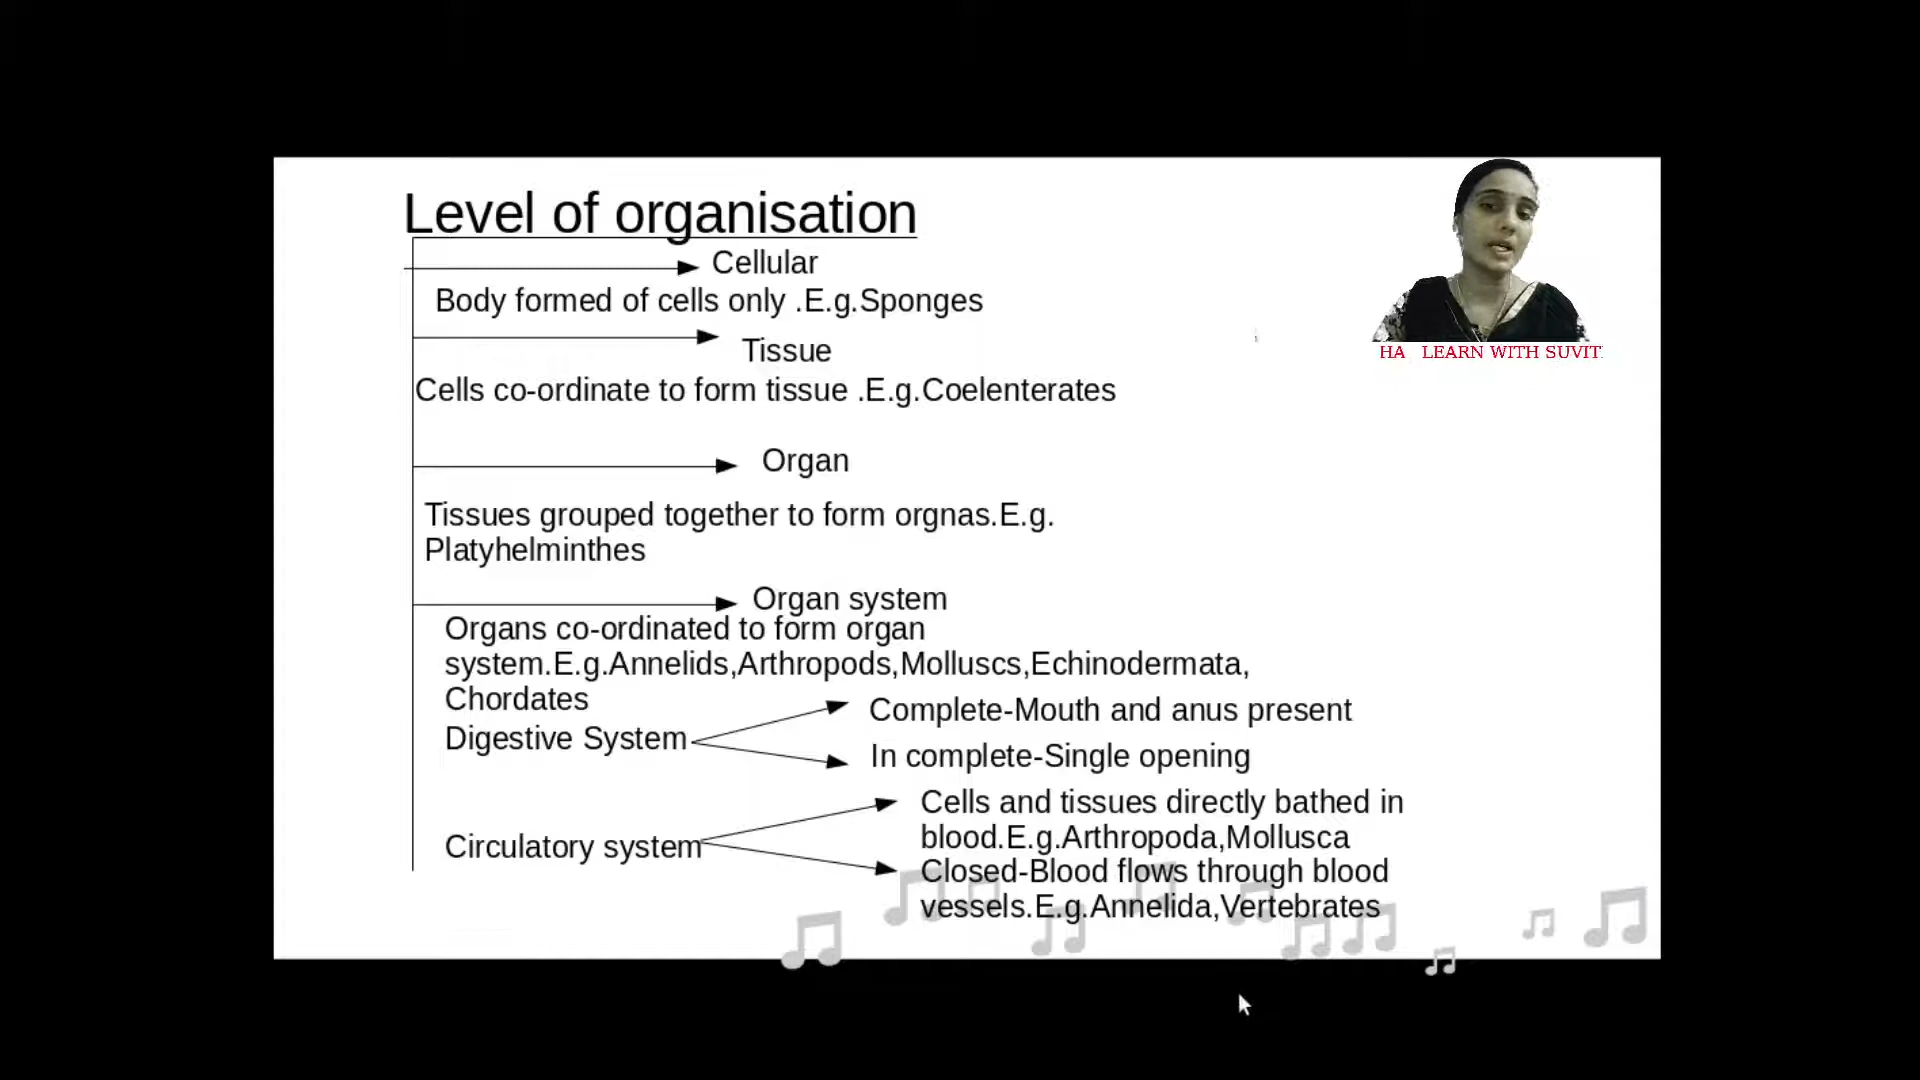 Level of organisation
Cellular
Body formed of cells only .E.g.Sponges
Tissue
Cells co-ordinate to form tissue .E.g.Coelenterates
Organ
Tissues grouped together to form orgnas.E.g.
Platyhelminthes
Organ system
Organs co-ordinated to form organ
system.E.g.Annelids,Arthropods,Molluscs,Echinodermata,
Chordates
Digestive System
Complete-Mouth and anus present
In complete-Single opening
Circulatory system
Cells and tissues directly bathed in
blood.E.g.Arthropoda,Mollusca
Closed-Blood flows through blood
vessels.E.g.Annelida,Vertebrates
HA LEARN WITH SUVIT